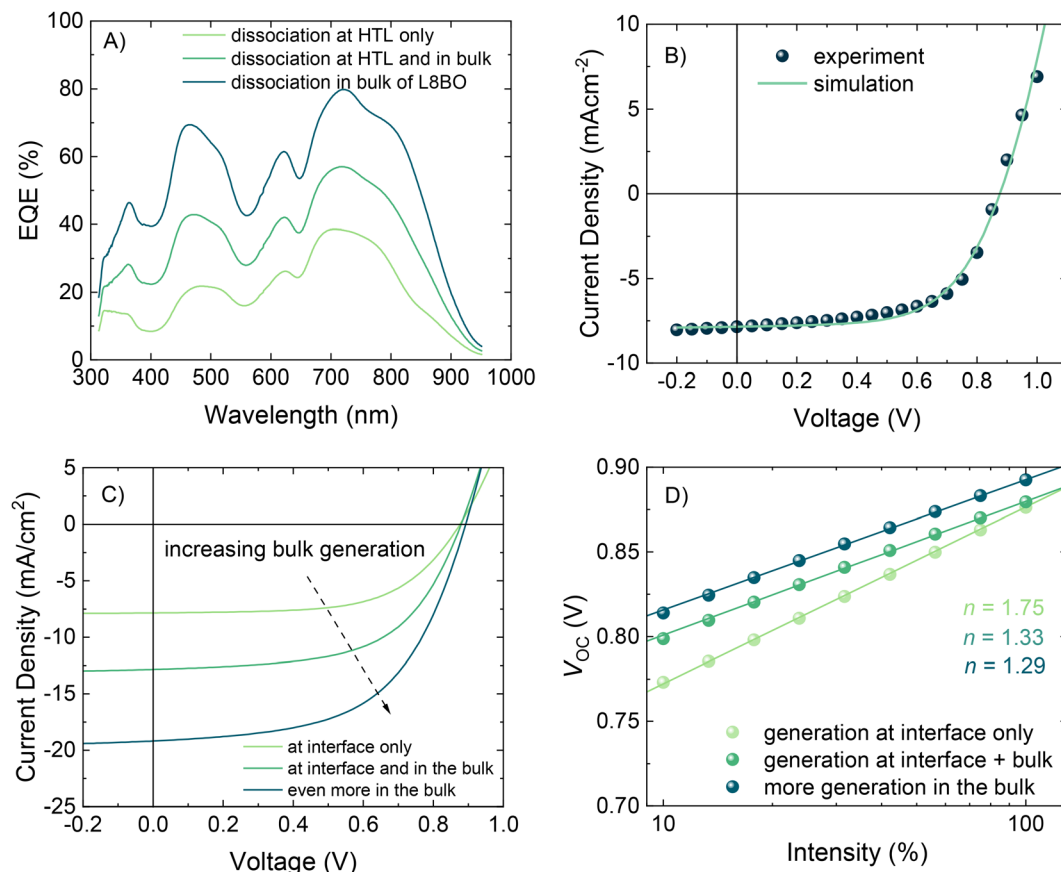 A)
dissociation at HTL only
dissociation at HTL and in bulk
dissociation in bulk of L8BO
100
80
60
40
20
0
EQE (%)
300 400 500 600 700 800 900 1000
Wavelength (nm)
B)
experiment
simulation
10
5
0
-5
-10
Current Density (mAcm-2)
-0.2 0.0 0.2 0.4 0.6 0.8 1.0
Voltage (V)
C)
increasing bulk generation
at interface only
at interface and in the bulk
even more in the bulk
5
0
-5
-10
-15
-20
-25
Current Density (mA/cm2)
-0.2 0.0 0.2 0.4 0.6 0.8 1.0
Voltage (V)
D)
n = 1.75
n = 1.33
n = 1.29
generation at interface only
generation at interface + bulk
more generation in the bulk
0.90
0.85
0.80
0.75
0.70
VOC (V)
10 100
Intensity (%)